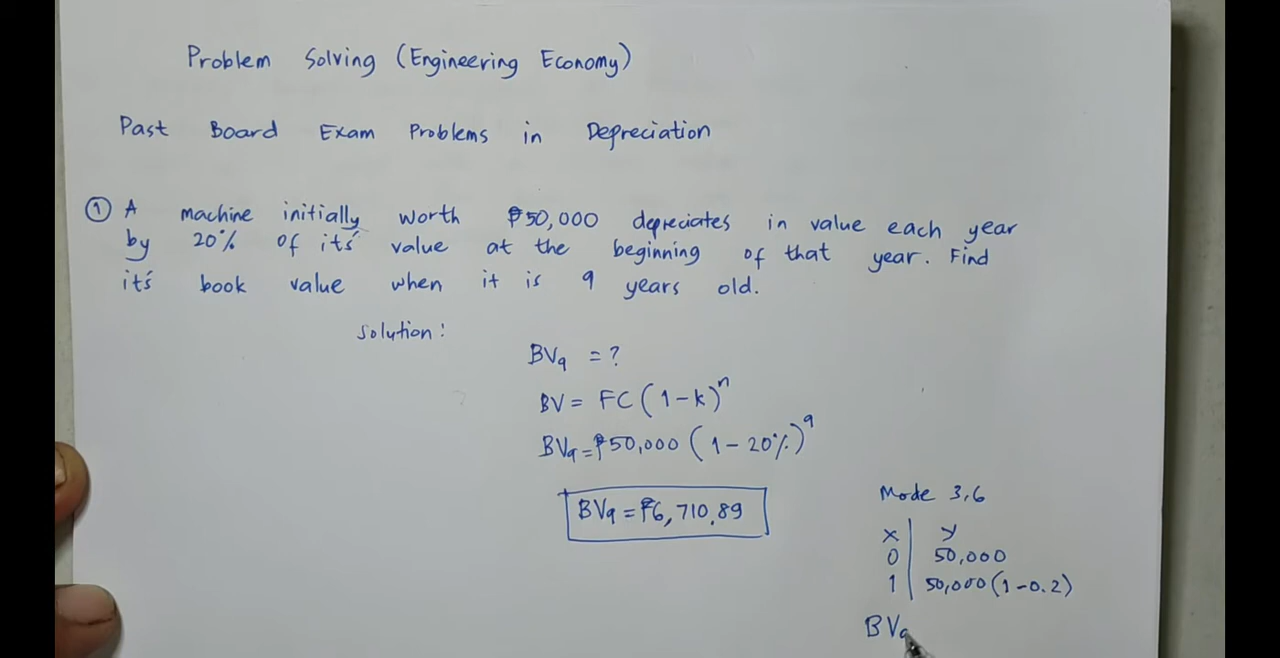 Problem Solving (Engineering Economy)
Past Board Exam Problems in Depreciation
① A machine initially worth ₱50,000 depreciates in value each year
by 20% of it's value at the beginning of that year. Find
it's book value when it is 9 years old.
Solution:
BV₉ = ?
BV = FC (1-k)ⁿ
BV₉ = ₱50,000 (1 - 20%)⁹
BV₉ = ₱6,710.89
Mode 3,6
x | y
0 | 50,000
1 | 50,000 (1-0.2)
BV₉